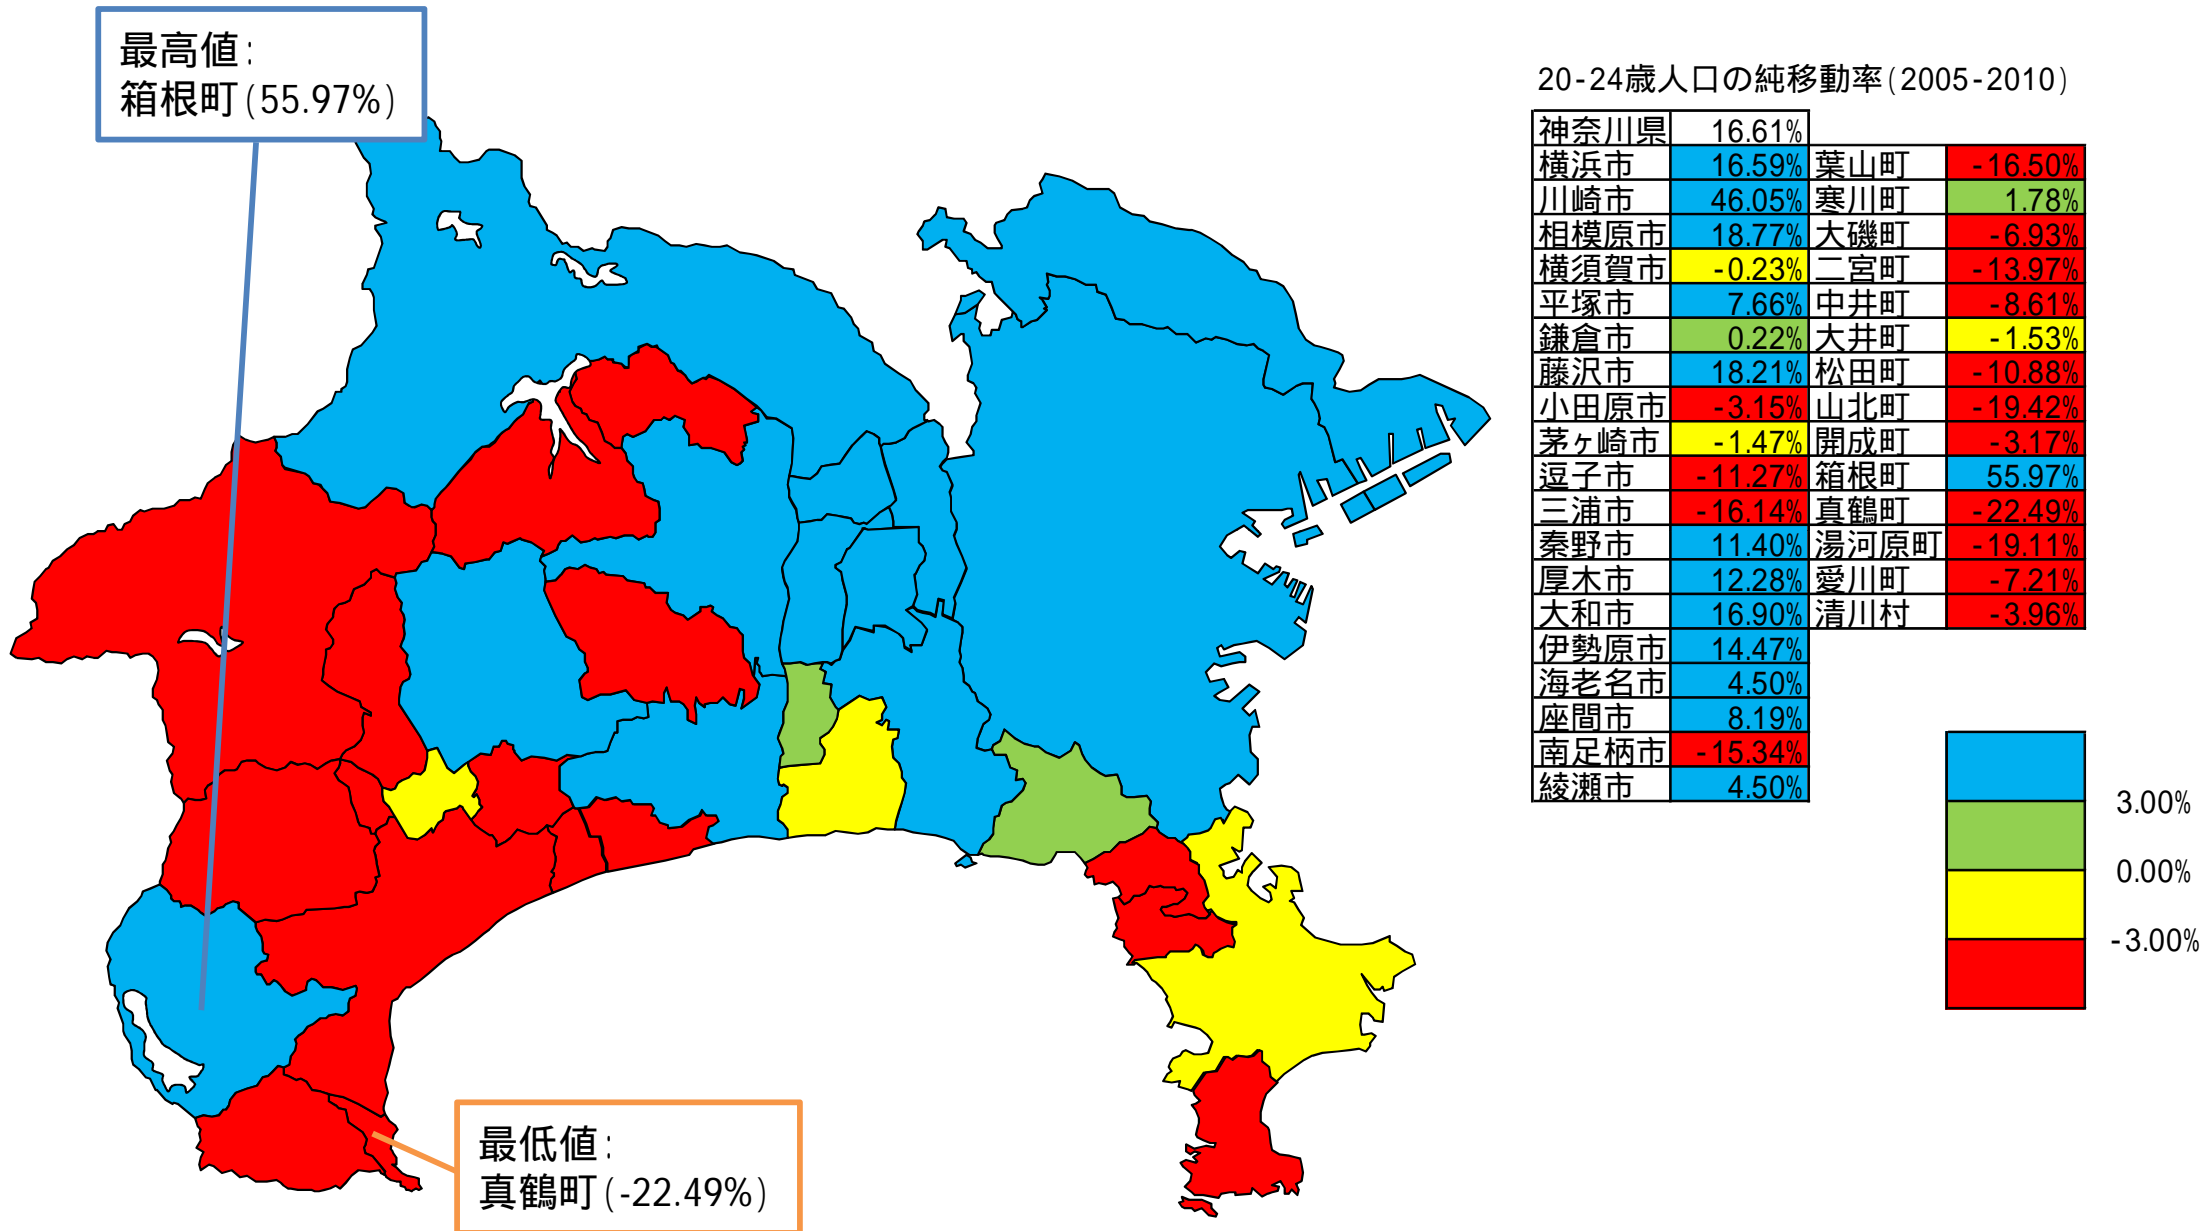 最高値:
箱根町(55.97%)
20-24歳人口の純移動率(2005-2010)
神奈川県 16.61%
横浜市 16.59% 葉山町 -16.50%
川崎市 46.05% 寒川町 1.78%
相模原市 18.77% 大磯町 -6.93%
横須賀市 -0.23% 二宮町 -13.97%
平塚市 7.66% 中井町 -8.61%
鎌倉市 0.22% 大井町 -1.53%
藤沢市 18.21% 松田町 -10.88%
小田原市 -3.15% 山北町 -19.42%
茅ヶ崎市 -1.47% 開成町 -3.17%
逗子市 -11.27% 箱根町 55.97%
三浦市 -16.14% 真鶴町 -22.49%
秦野市 11.40% 湯河原町 -19.11%
厚木市 12.28% 愛川町 -7.21%
大和市 16.90% 清川村 -3.96%
伊勢原市 14.47%
海老名市 4.50%
座間市 8.19%
南足柄市 -15.34%
綾瀬市 4.50%
3.00%
0.00%
-3.00%
最低値:
真鶴町(-22.49%)